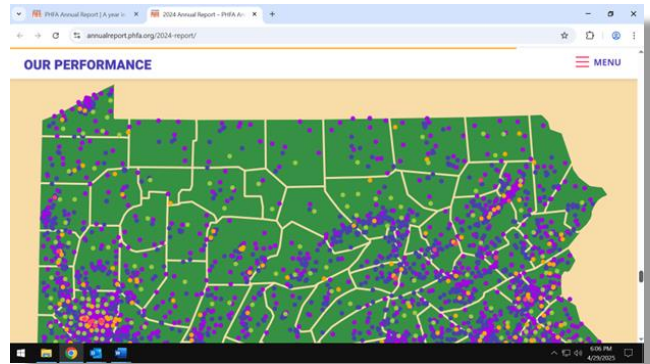 PHFA Annual Report | A year in
2024 Annual Report – PHFA An
annualreport.phfa.org/2024-report/
OUR PERFORMANCE
MENU
6:06 PM
4/29/2025